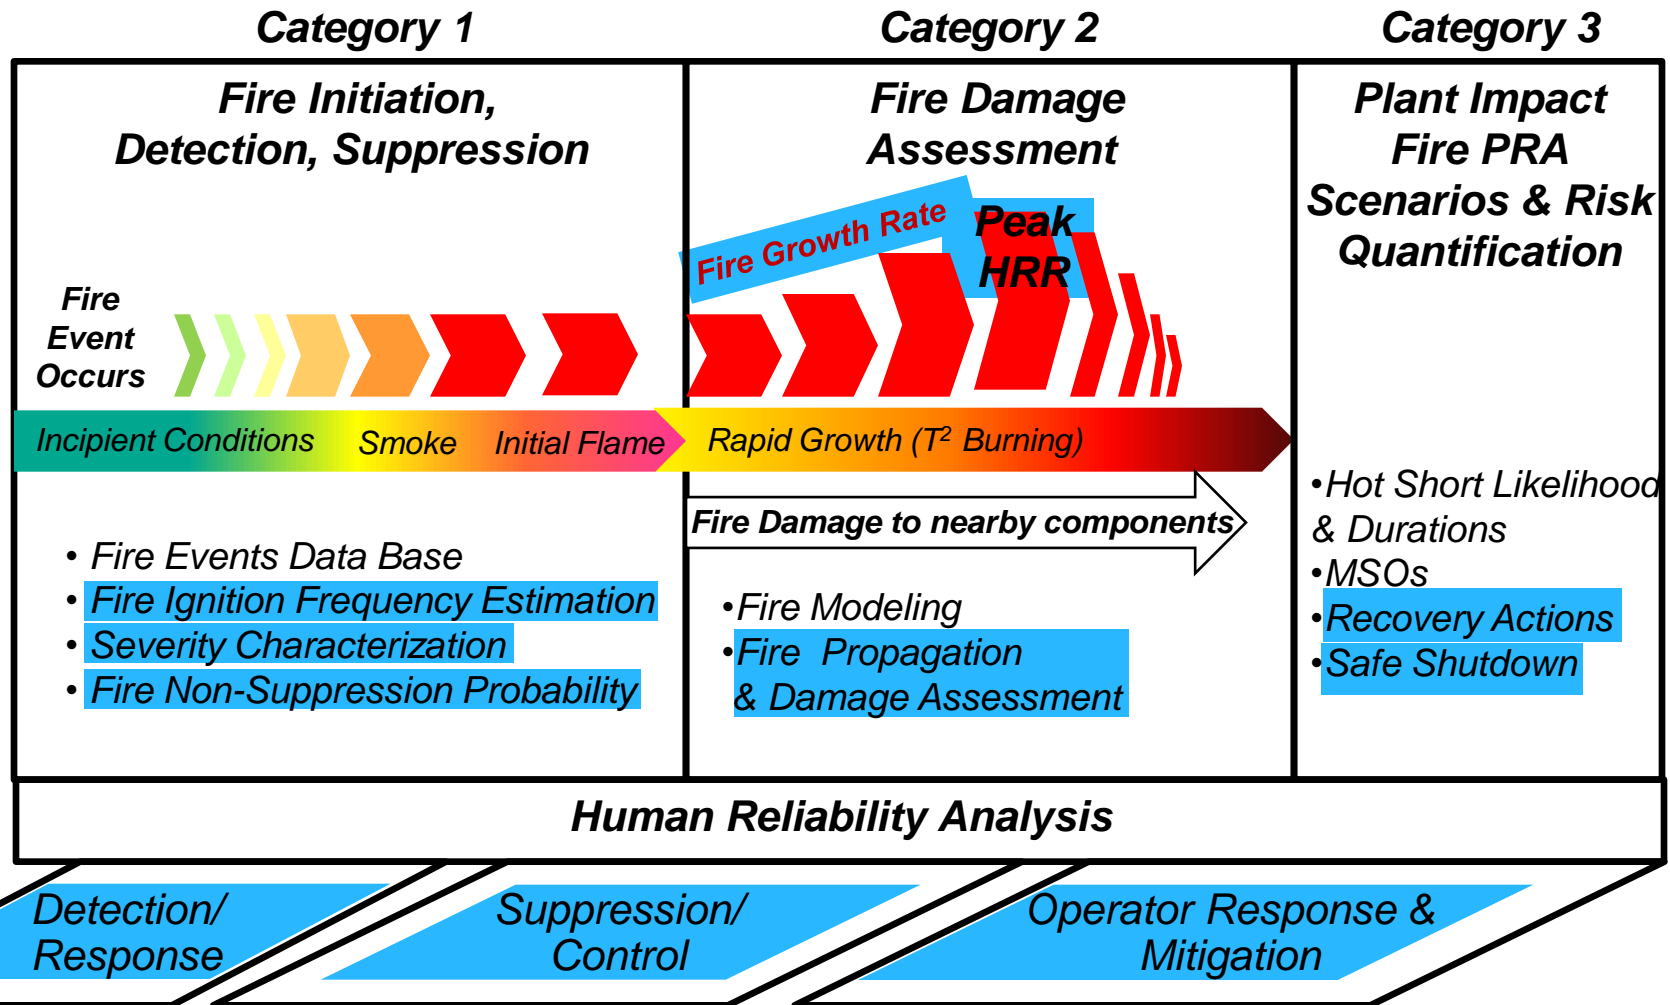 Category 1
Category 2
Category 3
Fire Initiation,
Detection, Suppression
Fire Damage
Assessment
Plant Impact
Fire PRA
Scenarios & Risk
Quantification
Fire Growth Rate
Peak
HRR
Fire
Event
Occurs
Incipient Conditions
Smoke
Initial Flame
Rapid Growth (T² Burning)
Fire Damage to nearby components
• Fire Events Data Base
• Fire Ignition Frequency Estimation
• Severity Characterization
• Fire Non-Suppression Probability
•Fire Modeling
•Fire Propagation
& Damage Assessment
•Hot Short Likelihood
& Durations
•MSOs
•Recovery Actions
•Safe Shutdown
Human Reliability Analysis
Detection/
Response
Suppression/
Control
Operator Response &
Mitigation